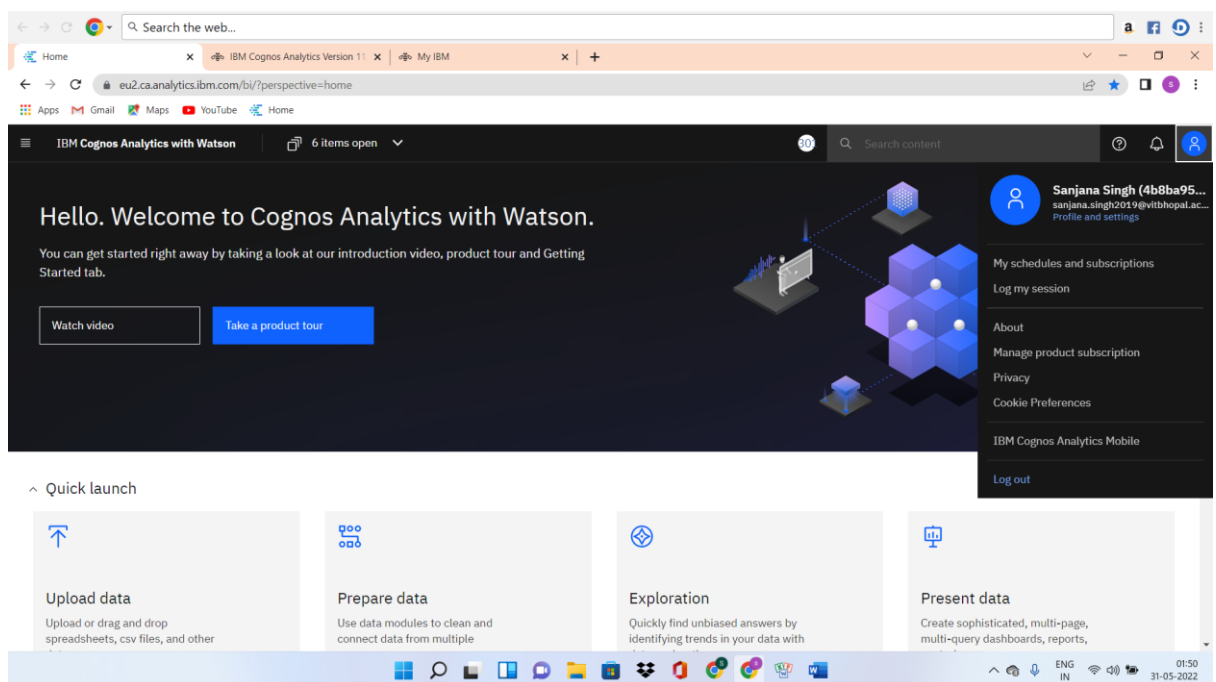 Search the web...
Home
IBM Cognos Analytics Version 11
My IBM
eu2.ca.analytics.ibm.com/bi/?perspective=home
Apps Gmail Maps YouTube Home
IBM Cognos Analytics with Watson 6 items open 30 Search content
Sanjana Singh (4b8ba95...
sanjana.singh2019@vitbhopal.ac...
Profile and settings
Hello. Welcome to Cognos Analytics with Watson.
You can get started right away by taking a look at our introduction video, product tour and Getting
Started tab.
Watch video Take a product tour
My schedules and subscriptions
Log my session
About
Manage product subscription
Privacy
Cookie Preferences
IBM Cognos Analytics Mobile
Log out
Quick launch
Upload data
Upload or drag and drop
spreadsheets, csv files, and other
Prepare data
Use data modules to clean and
connect data from multiple
Exploration
Quickly find unbiased answers by
identifying trends in your data with
Present data
Create sophisticated, multi-page,
multi-query dashboards, reports,
ENG
IN
01:50
31-05-2022